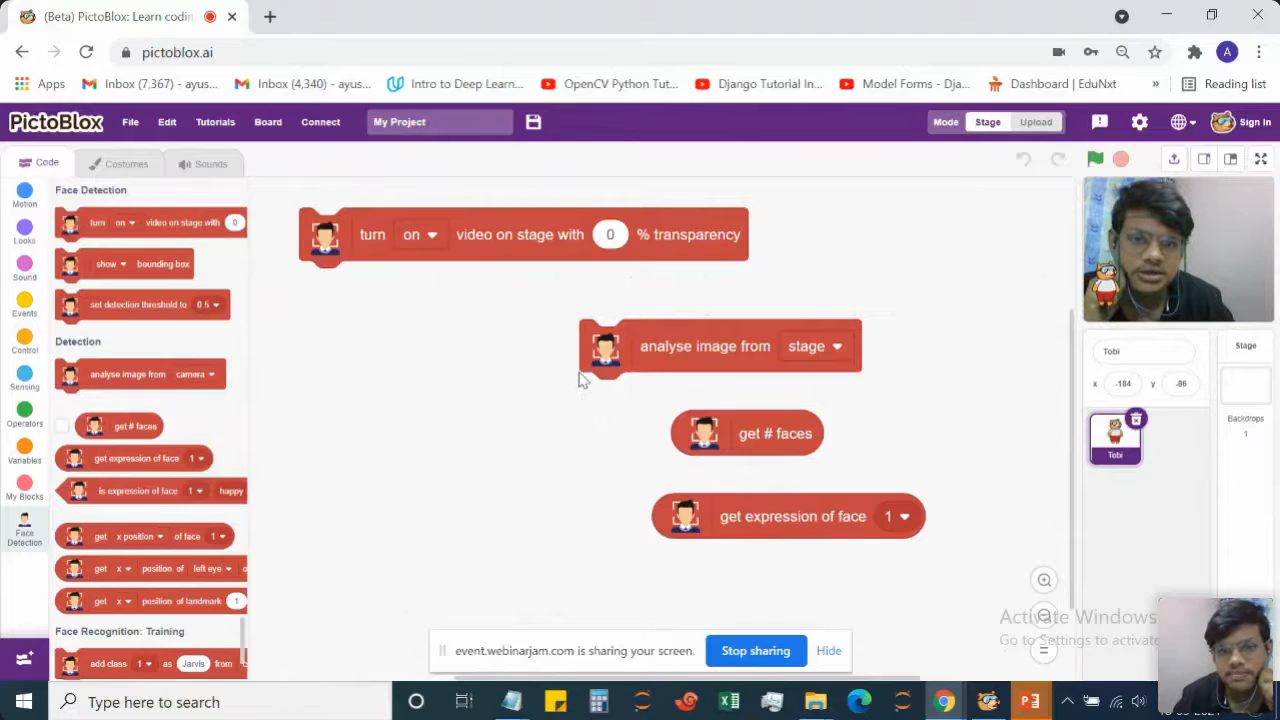 (Beta) PictoBlox: Learn codin
pictoblox.ai
Apps
Inbox (7,367) - ayus...
Inbox (4,340) - ayus...
Intro to Deep Learn...
OpenCV Python Tut...
Django Tutorial In...
Model Forms - Dja...
Dashboard | EduNxt
»
Reading list
PictoBlox
File
Edit
Tutorials
Board
Connect
My Project
Mode
Stage
Upload
Sign In
Code
Costumes
Sounds
Motion
Looks
Sound
Events
Control
Sensing
Operators
Variables
My Blocks
Face
Detection
Face Detection
turn on video on stage with 0
show bounding box
set detection threshold to 0.5
Detection
analyse image from camera
get # faces
get expression of face 1
is expression of face 1 happy
get x position of face 1
get x position of left eye o
get x position of landmark 1
Face Recognition: Training
add class 1 as Jarvis from
turn on video on stage with 0 % transparency
analyse image from stage
get # faces
get expression of face 1
Tobi
x -184 y -86
Tobi
Stage
Backdrops
1
Activate Windows
Go to Settings to activate
event.webinarjam.com is sharing your screen.
Stop sharing
Hide
Type here to search